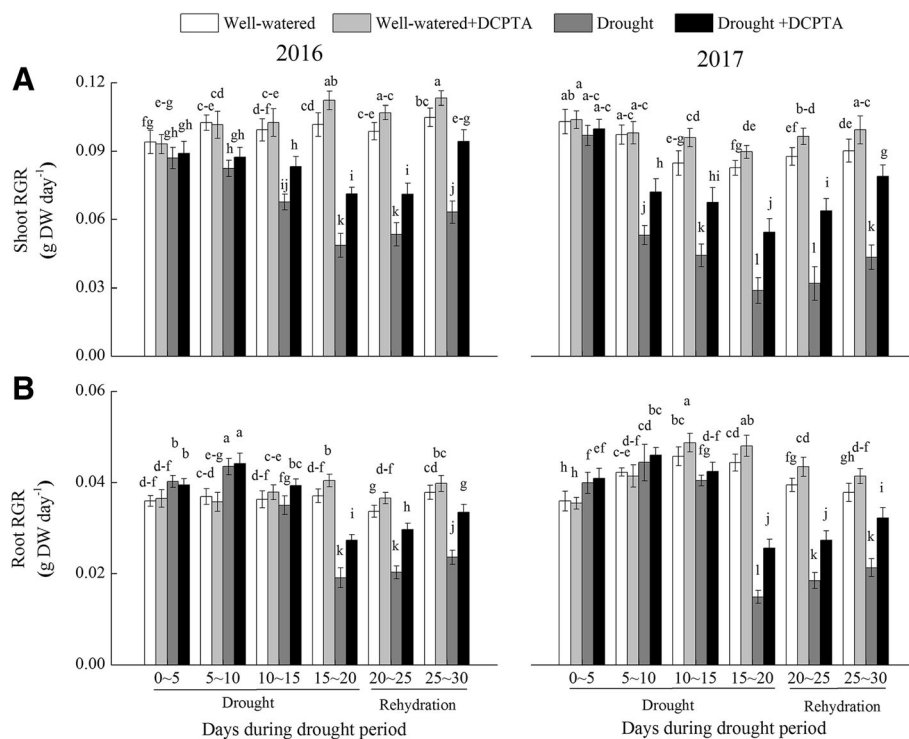 Well-watered Well-watered+DCPTA Drought Drought +DCPTA
2016 2017
A
Shoot RGR
(g DW day-1)
0.12
0.09
0.06
0.03
0.00
fg e-g gh gh
c-e cd h gh
d-f c-e ij h
cd ab k i
c-e a-c k i
bc a j e-g
ab a a-c a-c
a-c a-c j h
e-g cd k hi
fg de l j
ef b-d l i
de a-c j g
B
Root RGR
(g DW day-1)
0.06
0.04
0.02
0.00
d-f d-f b b
c-d e-g a a
d-f c-e fg bc
d-f b k i
g d-f k h
cd bc j g
h h f ef
c-e d-f cd bc
bc a fg d-f
cd ab l j
fg cd k j
gh d-f k i
0~5 5~10 10~15 15~20 20~25 25~30
Drought Rehydration
Days during drought period
0~5 5~10 10~15 15~20 20~25 25~30
Drought Rehydration
Days during drought period